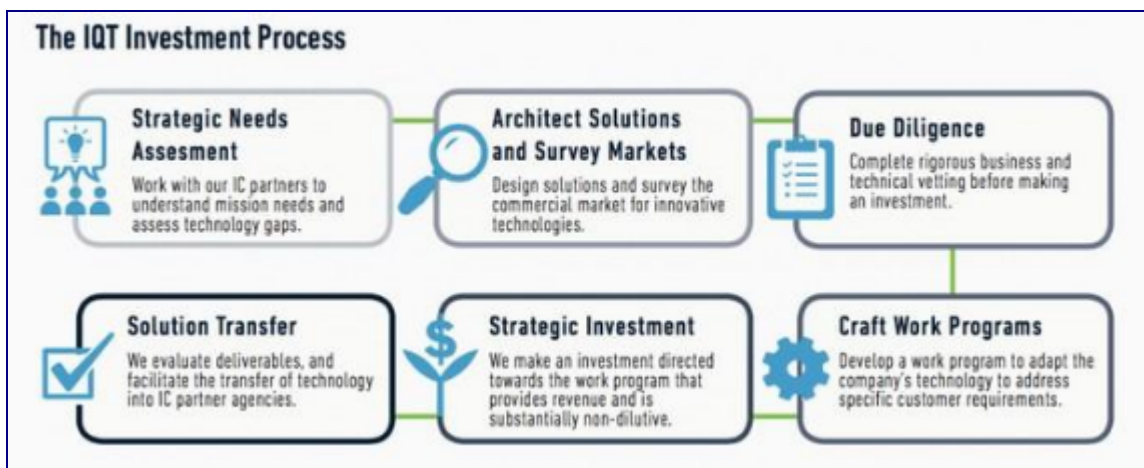 The IQT Investment Process
Strategic Needs
Assesment
Work with our IC partners to
understand mission needs and
assess technology gaps.
Architect Solutions
and Survey Markets
Design solutions and survey the
commercial market for innovative
technologies.
Due Diligence
Complete rigorous business and
technical vetting before making
an investment.
Craft Work Programs
Develop a work program to adapt the
company's technology to address
specific customer requirements.
Strategic Investment
We make an investment directed
towards the work program that
provides revenue and is
substantially non-dilutive.
Solution Transfer
We evaluate deliverables, and
facilitate the transfer of technology
into IC partner agencies.